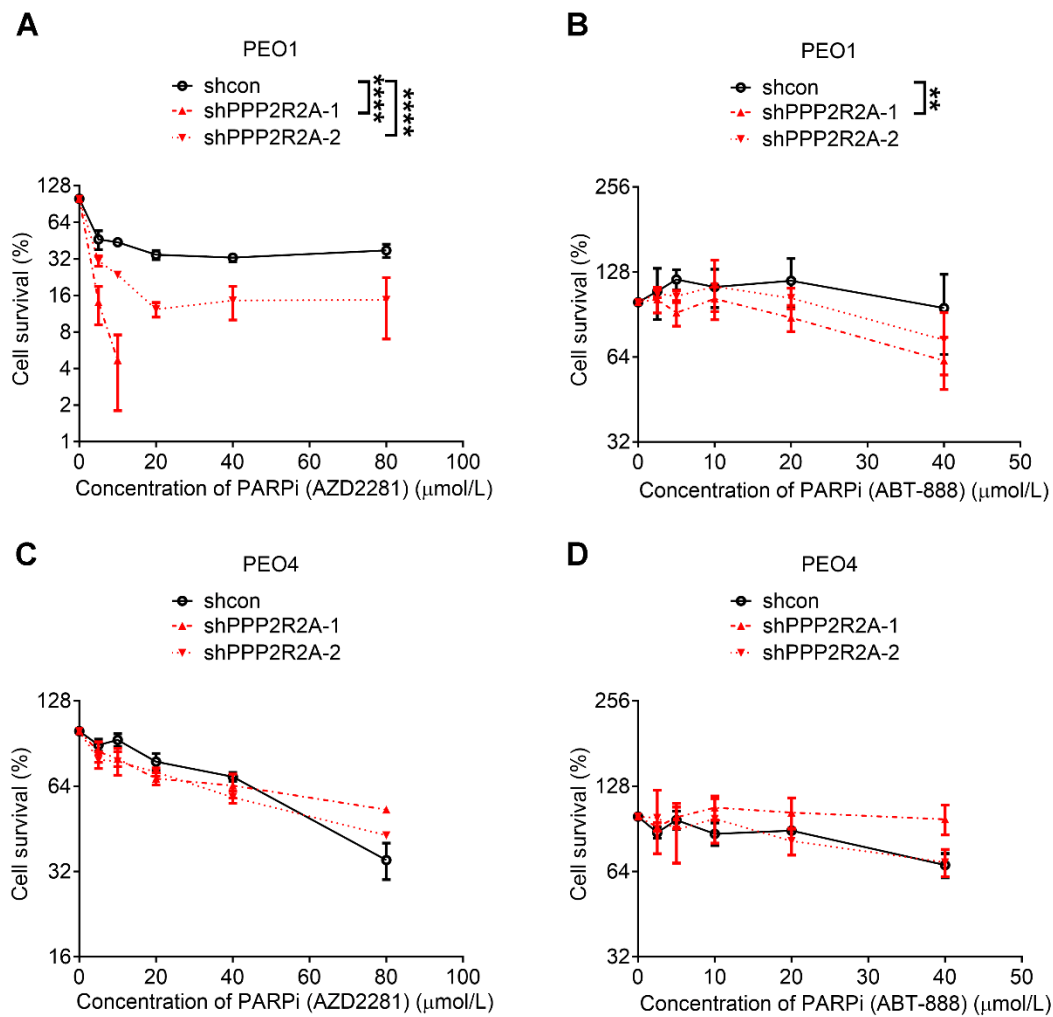 A
PEO1
shcon
shPPP2R2A-1
shPPP2R2A-2
****
****
128
64
32
16
8
4
2
1
Cell survival (%)
0 20 40 60 80 100
Concentration of PARPi (AZD2281) (μmol/L)
B
PEO1
shcon
shPPP2R2A-1
shPPP2R2A-2
**
256
128
64
32
Cell survival (%)
0 10 20 30 40 50
Concentration of PARPi (ABT-888) (μmol/L)
C
PEO4
shcon
shPPP2R2A-1
shPPP2R2A-2
128
64
32
16
Cell survival (%)
0 20 40 60 80 100
Concentration of PARPi (AZD2281) (μmol/L)
D
PEO4
shcon
shPPP2R2A-1
shPPP2R2A-2
256
128
64
32
Cell survival (%)
0 10 20 30 40 50
Concentration of PARPi (ABT-888) (μmol/L)